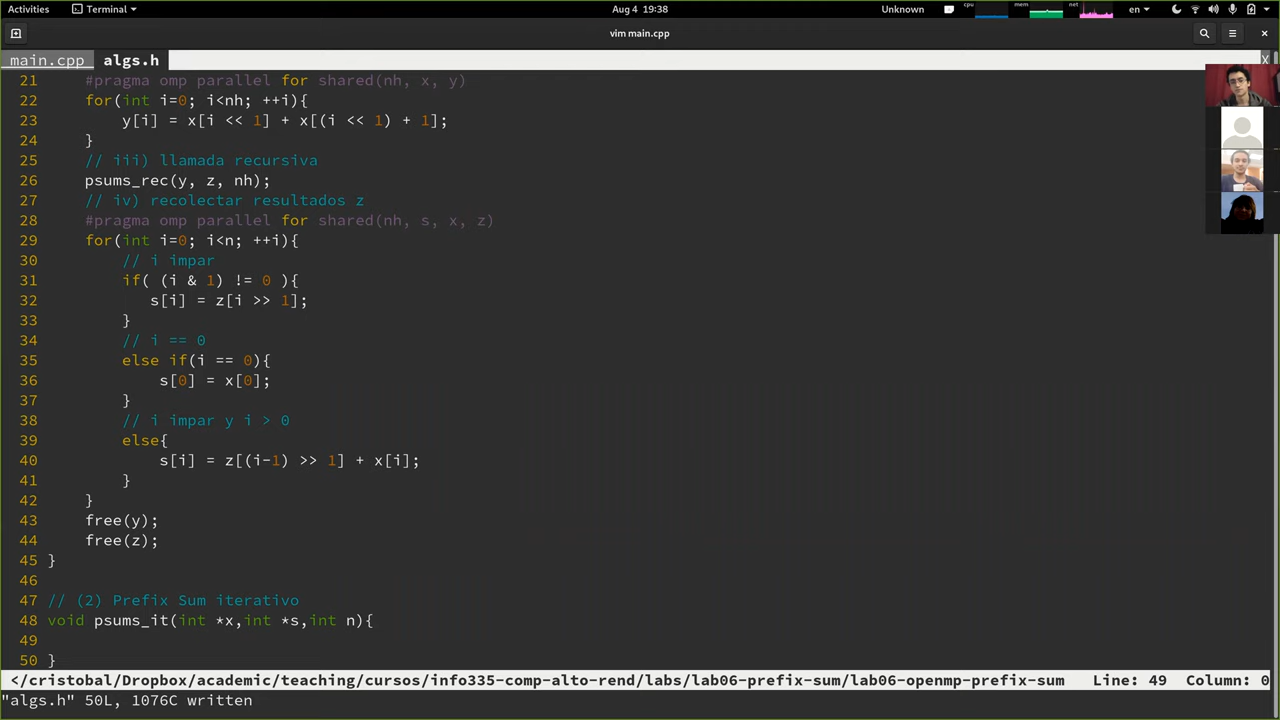 Activities Terminal Aug 4 19:38 Unknown cpu mem net en
vim main.cpp
main.cpp algs.h X
21 #pragma omp parallel for shared(nh, x, y)
22 for(int i=0; i<nh; ++i){
23 y[i] = x[i << 1] + x[(i << 1) + 1];
24 }
25 // iii) llamada recursiva
26 psums_rec(y, z, nh);
27 // iv) recolectar resultados z
28 #pragma omp parallel for shared(nh, s, x, z)
29 for(int i=0; i<n; ++i){
30 // i impar
31 if( (i & 1) != 0 ){
32 s[i] = z[i >> 1];
33 }
34 // i == 0
35 else if(i == 0){
36 s[0] = x[0];
37 }
38 // i impar y i > 0
39 else{
40 s[i] = z[(i-1) >> 1] + x[i];
41 }
42 }
43 free(y);
44 free(z);
45 }
46
47 // (2) Prefix Sum iterativo
48 void psums_it(int *x,int *s,int n){
49
50 }
</cristobal/Dropbox/academic/teaching/cursos/info335-comp-alto-rend/labs/lab06-prefix-sum/lab06-openmp-prefix-sum Line: 49 Column: 0
"algs.h" 50L, 1076C written